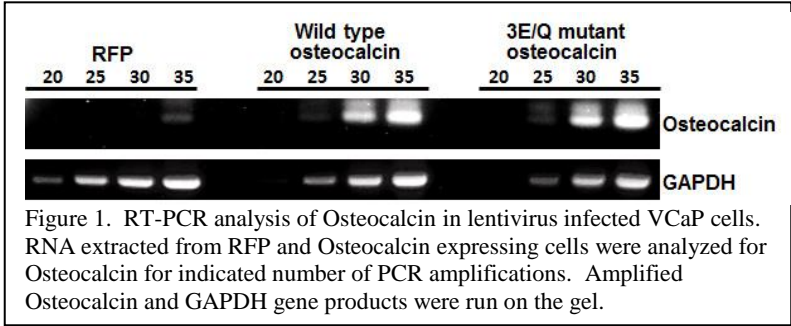 RFP
Wild type
osteocalcin
3E/Q mutant
osteocalcin
20 25 30 35 20 25 30 35 20 25 30 35
Osteocalcin
GAPDH
Figure 1. RT-PCR analysis of Osteocalcin in lentivirus infected VCaP cells.
RNA extracted from RFP and Osteocalcin expressing cells were analyzed for
Osteocalcin for indicated number of PCR amplifications. Amplified
Osteocalcin and GAPDH gene products were run on the gel.